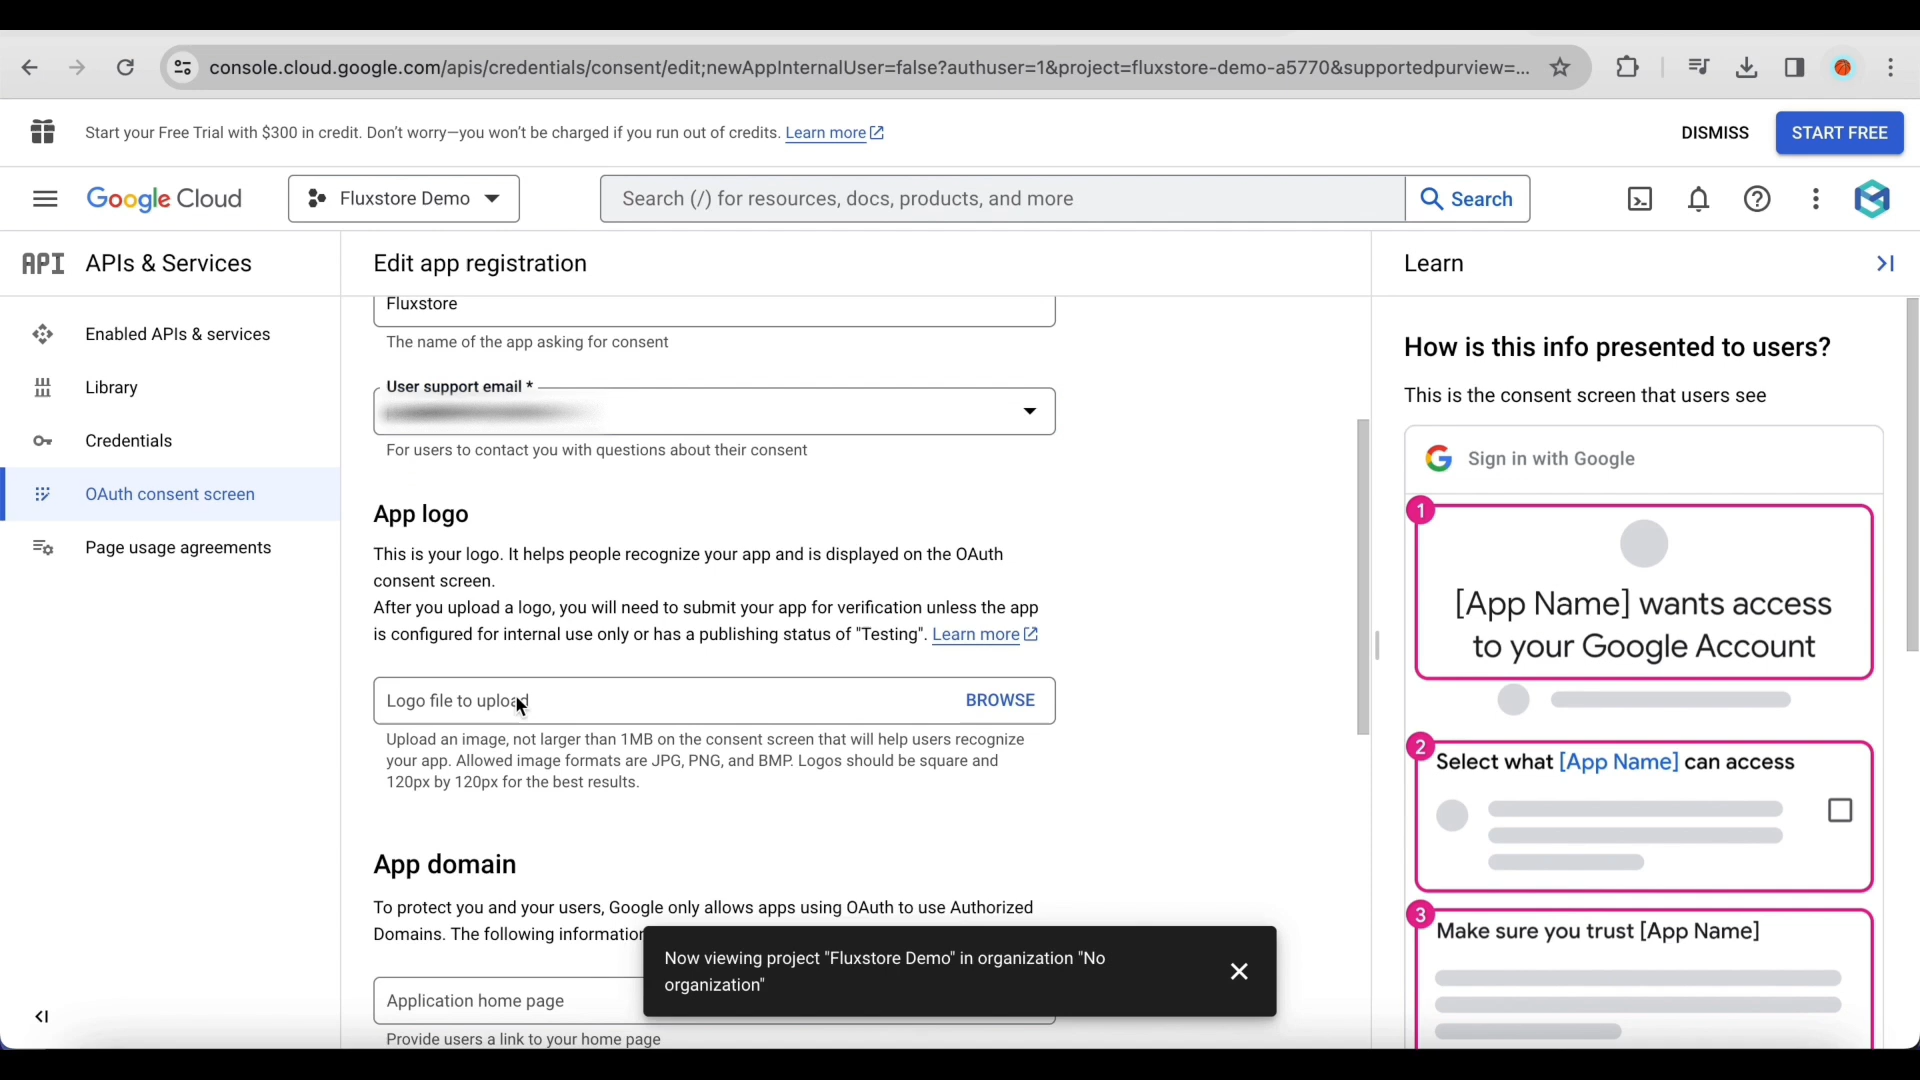 console.cloud.google.com/apis/credentials/consent/edit;newAppInternalUser=false?authuser=1&project=fluxstore-demo-a5770&supportedpurview=...
Start your Free Trial with $300 in credit. Don't worry—you won't be charged if you run out of credits. Learn more
DISMISS
START FREE
Google Cloud
Fluxstore Demo
Search (/) for resources, docs, products, and more
Search
API APIs & Services
Enabled APIs & services
Library
Credentials
OAuth consent screen
Page usage agreements
Edit app registration
Fluxstore
The name of the app asking for consent
User support email *
For users to contact you with questions about their consent
App logo
This is your logo. It helps people recognize your app and is displayed on the OAuth
consent screen.
After you upload a logo, you will need to submit your app for verification unless the app
is configured for internal use only or has a publishing status of "Testing". Learn more
Logo file to upload
BROWSE
Upload an image, not larger than 1MB on the consent screen that will help users recognize
your app. Allowed image formats are JPG, PNG, and BMP. Logos should be square and
120px by 120px for the best results.
App domain
To protect you and your users, Google only allows apps using OAuth to use Authorized
Domains. The following information
Application home page
Provide users a link to your home page
Now viewing project "Fluxstore Demo" in organization "No
organization"
Learn
How is this info presented to users?
This is the consent screen that users see
G Sign in with Google
1
[App Name] wants access
to your Google Account
2
Select what [App Name] can access
3
Make sure you trust [App Name]